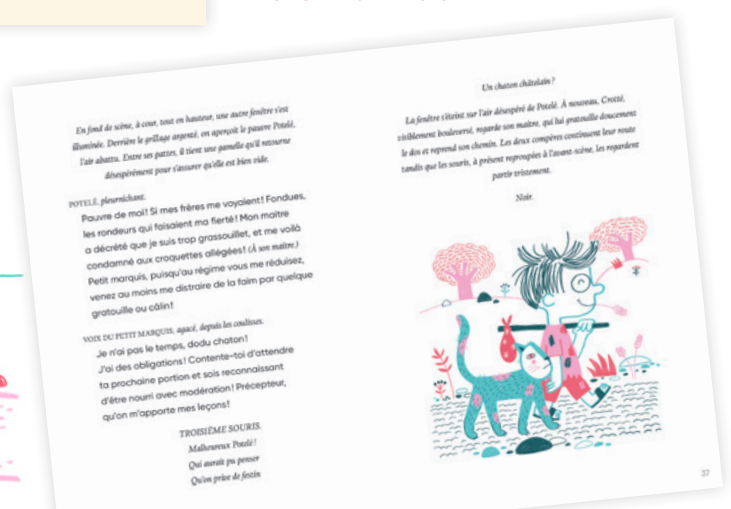 En fond de scène, à cour, tout en hauteur, une autre fenêtre s'est
illuminée. Derrière le grillage argenté, on aperçoit le pauvre Potelé,
l'air abattu. Entre ses pattes, il tient une gamelle qu'il retourne
désespérément pour s'assurer qu'elle est bien vide.
POTELÉ, pleurnichant.
Pauvre de moi! Si mes frères me voyaient! Fondues,
les rondeurs qui faisaient ma fierté! Mon maitre
a décrété que je suis trop grassouillet, et me voilà
condamné aux croquettes allégées! (À son maitre.)
Petit marquis, puisqu'au régime vous me réduisez,
venez au moins me distraire de la faim par quelque
gratouille ou câlin!
VOIX DU PETIT MARQUIS, agacé, depuis les coulisses.
Je n'ai pas le temps, dodu chaton!
J'ai des obligations! Contente-toi d'attendre
ta prochaine portion et sois reconnaissant
d'être nourri avec modération! Précepteur,
qu'on m'apporte mes leçons!
TROISIÈME SOURIS.
Malheureux Potelé!
Qui aurait pu penser
Qu'on prive de festin
Un chaton châtelain?
La fenêtre s'éteint sur l'air désespéré de Potelé. À nouveau, Crotté,
visiblement bouleversé, regarde son maitre, qui lui gratouille doucement
le dos et reprend son chemin. Les deux compères continuent leur route
tandis que les souris, à présent regroupées à l'avant-scène, les regardent
partir tristement.
Noir.
37